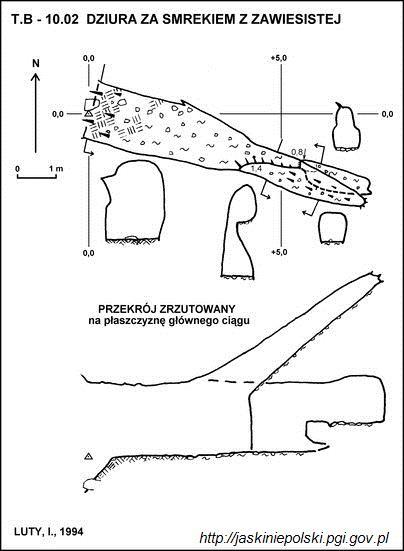 T.B - 10.02 DZIURA ZA SMREKIEM Z ZAWIESISTEJ
N
0,0
+5,0
0,0
0,0
0,8
0 1 m
1,4
0,0
+5,0
PRZEKRÓJ ZRZUTOWANY
na płaszczyznę głównego ciągu
LUTY, I., 1994
http://jaskiniepolski.pgi.gov.pl